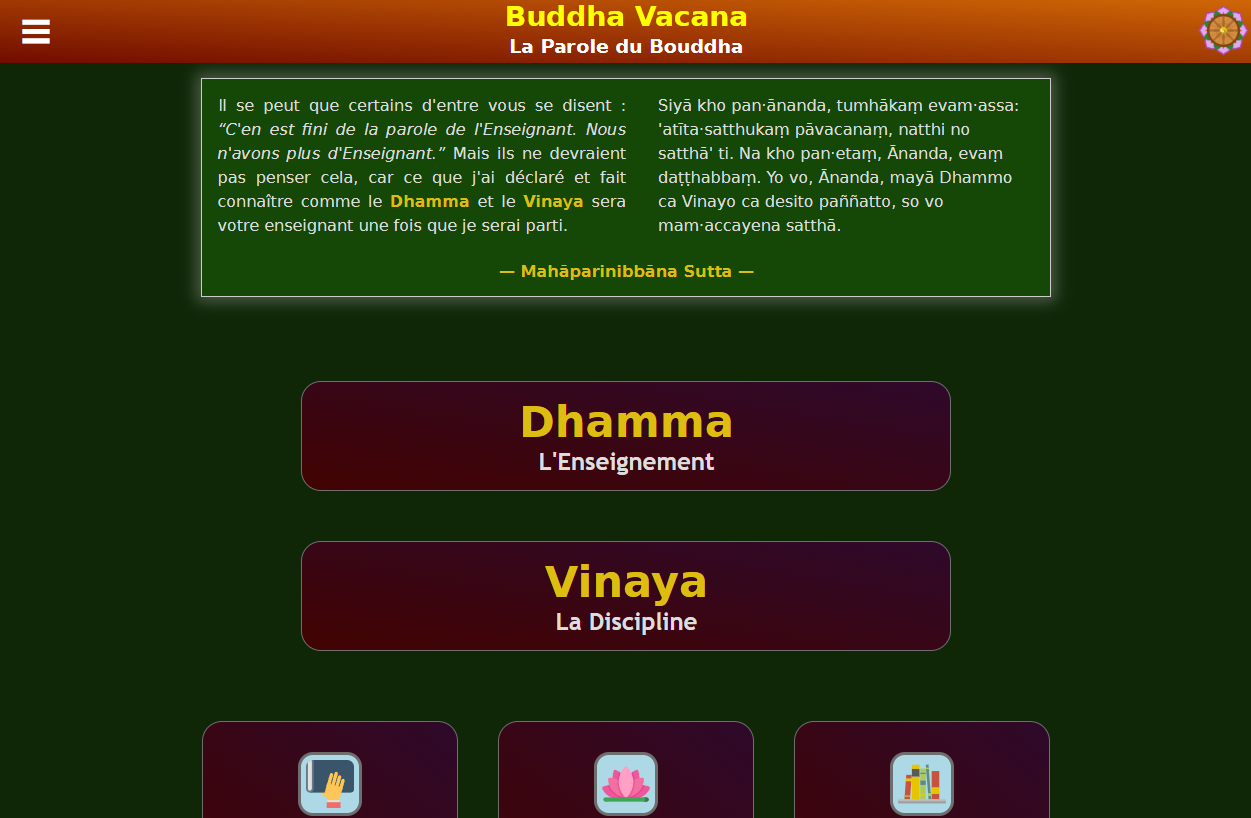 Buddha Vacana
La Parole du Bouddha
Il se peut que certains d'entre vous se disent :
“C'en est fini de la parole de l'Enseignant. Nous
n'avons plus d'Enseignant.” Mais ils ne devraient
pas penser cela, car ce que j'ai déclaré et fait
connaître comme le Dhamma et le Vinaya sera
votre enseignant une fois que je serai parti.
Siyā kho pan·ānanda, tumhākaṃ evam·assa:
'atīta·satthukaṃ pāvacanaṃ, natthi no
satthā' ti. Na kho pan·etaṃ, Ānanda, evaṃ
daṭṭhabbaṃ. Yo vo, Ānanda, mayā Dhammo
ca Vinayo ca desito paññatto, so vo
mam·accayena satthā.
— Mahāparinibbāna Sutta —
Dhamma
L'Enseignement
Vinaya
La Discipline